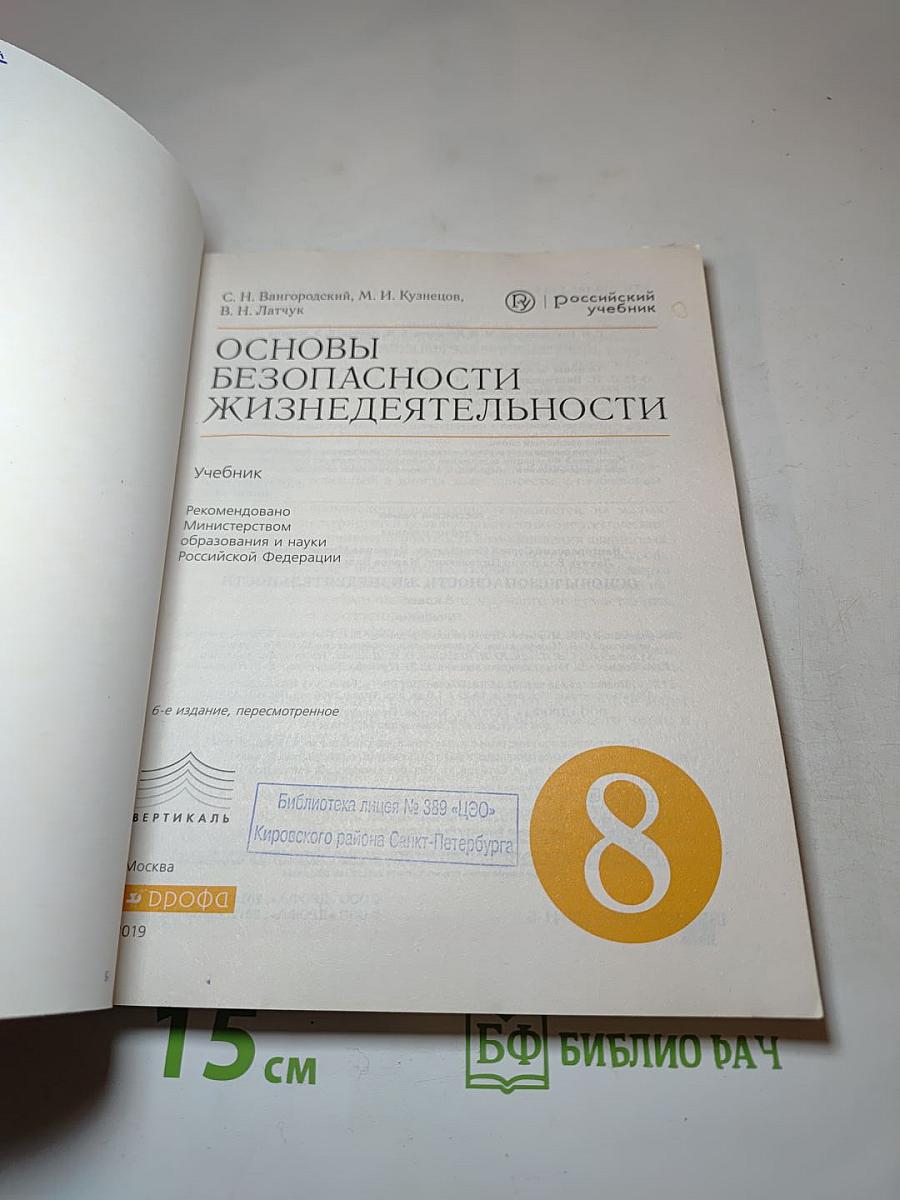 С. Н. Вангородский, М. И. Кузнецов,
В. Н. Латчук
РУ российский
учебник
ОСНОВЫ
БЕЗОПАСНОСТИ
ЖИЗНЕДЕЯТЕЛЬНОСТИ
Учебник
Рекомендовано
Министерством
образования и науки
Российской Федерации
6-е издание, пересмотренное
ВЕРТИКАЛЬ
Библиотека лицея № 389 «ЦЭО»
Кировского района Санкт-Петербурга
8
Москва
дрофа
019
15 см
БФ БИБЛИО